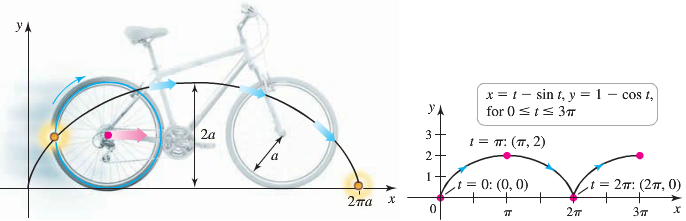 y
2a
a
2πa
x
x = t − sin t, y = 1 − cos t,
for 0 ≤ t ≤ 3π
y
3
t = π: (π, 2)
2
1
t = 0: (0, 0)
t = 2π: (2π, 0)
0
π
2π
3π
x